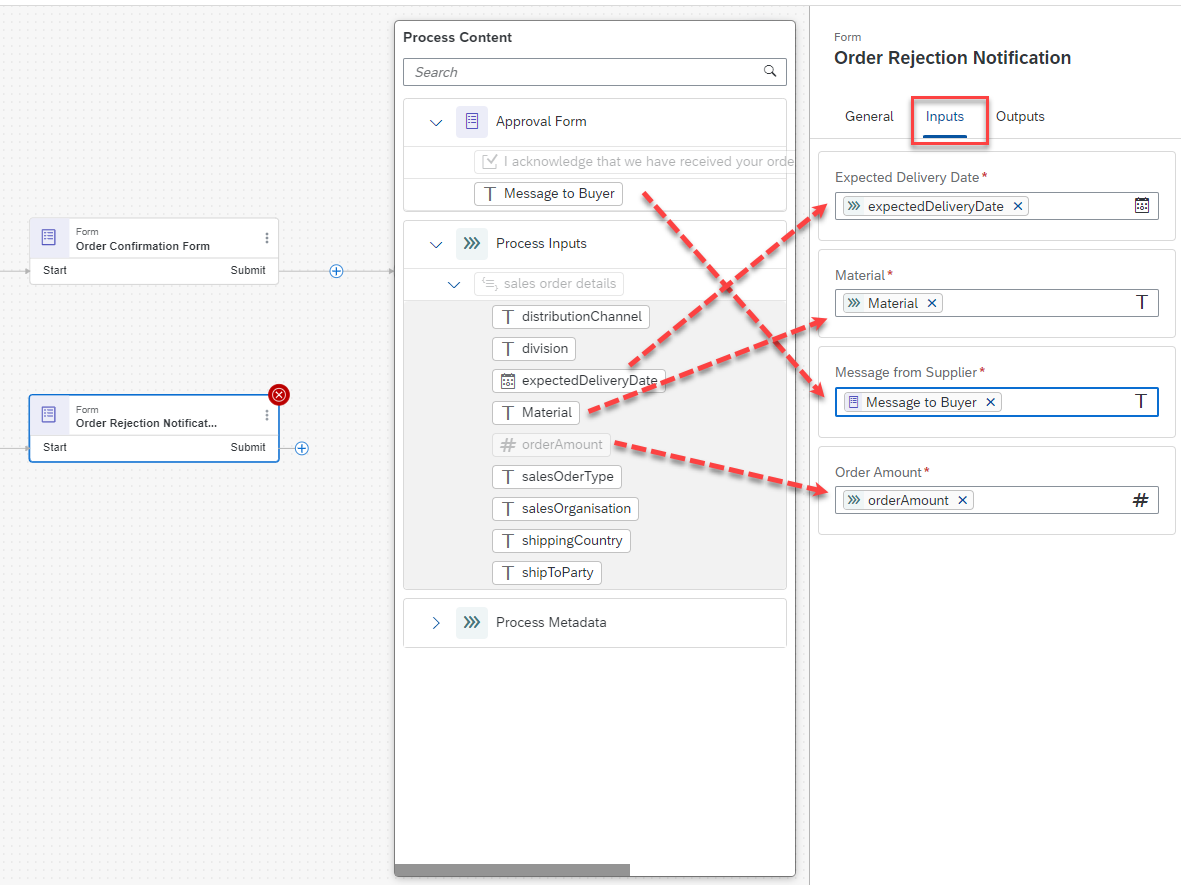 Form
Order Confirmation Form
Start Submit
Form
Order Rejection Notificat...
Start Submit
Process Content
Search
Approval Form
I acknowledge that we have received your orde
Message to Buyer
Process Inputs
sales order details
distributionChannel
division
expectedDeliveryDate
Material
orderAmount
salesOderType
salesOrganisation
shippingCountry
shipToParty
Process Metadata
Form
Order Rejection Notification
General Inputs Outputs
Expected Delivery Date*
expectedDeliveryDate
Material*
Material
Message from Supplier*
Message to Buyer
Order Amount*
orderAmount